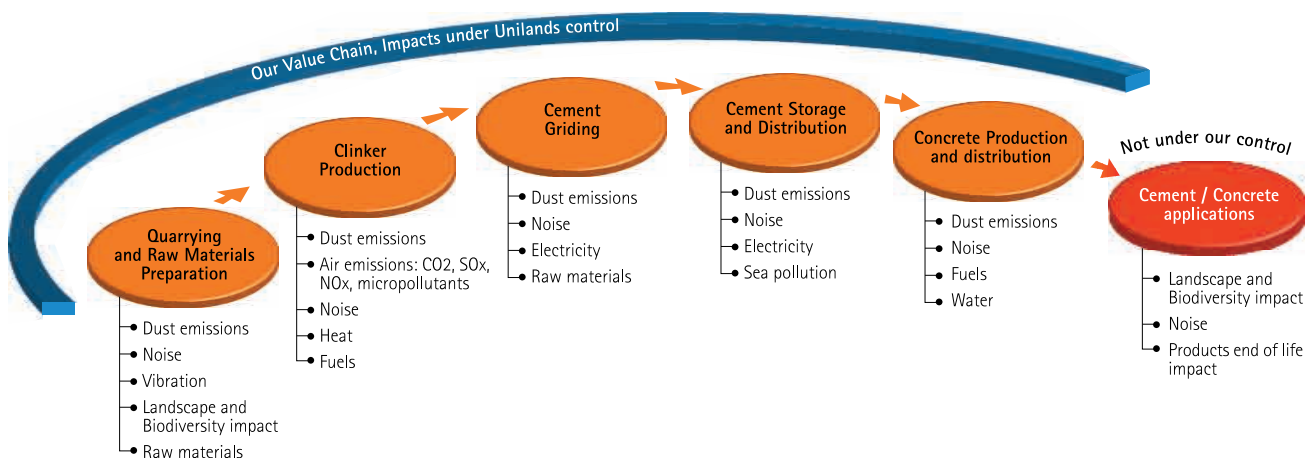 Our Value Chain, Impacts under Unilands control
Quarrying
and Raw Materials
Preparation
Dust emissions
Noise
Vibration
Landscape and
Biodiversity impact
Raw materials
Clinker
Production
Dust emissions
Air emissions: CO2, SOx,
NOx, micropollutants
Noise
Heat
Fuels
Cement
Griding
Dust emissions
Noise
Electricity
Raw materials
Cement Storage
and Distribution
Dust emissions
Noise
Electricity
Sea pollution
Concrete Production
and distribution
Dust emissions
Noise
Fuels
Water
Not under our control
Cement / Concrete
applications
Landscape and
Biodiversity impact
Noise
Products end of life
impact